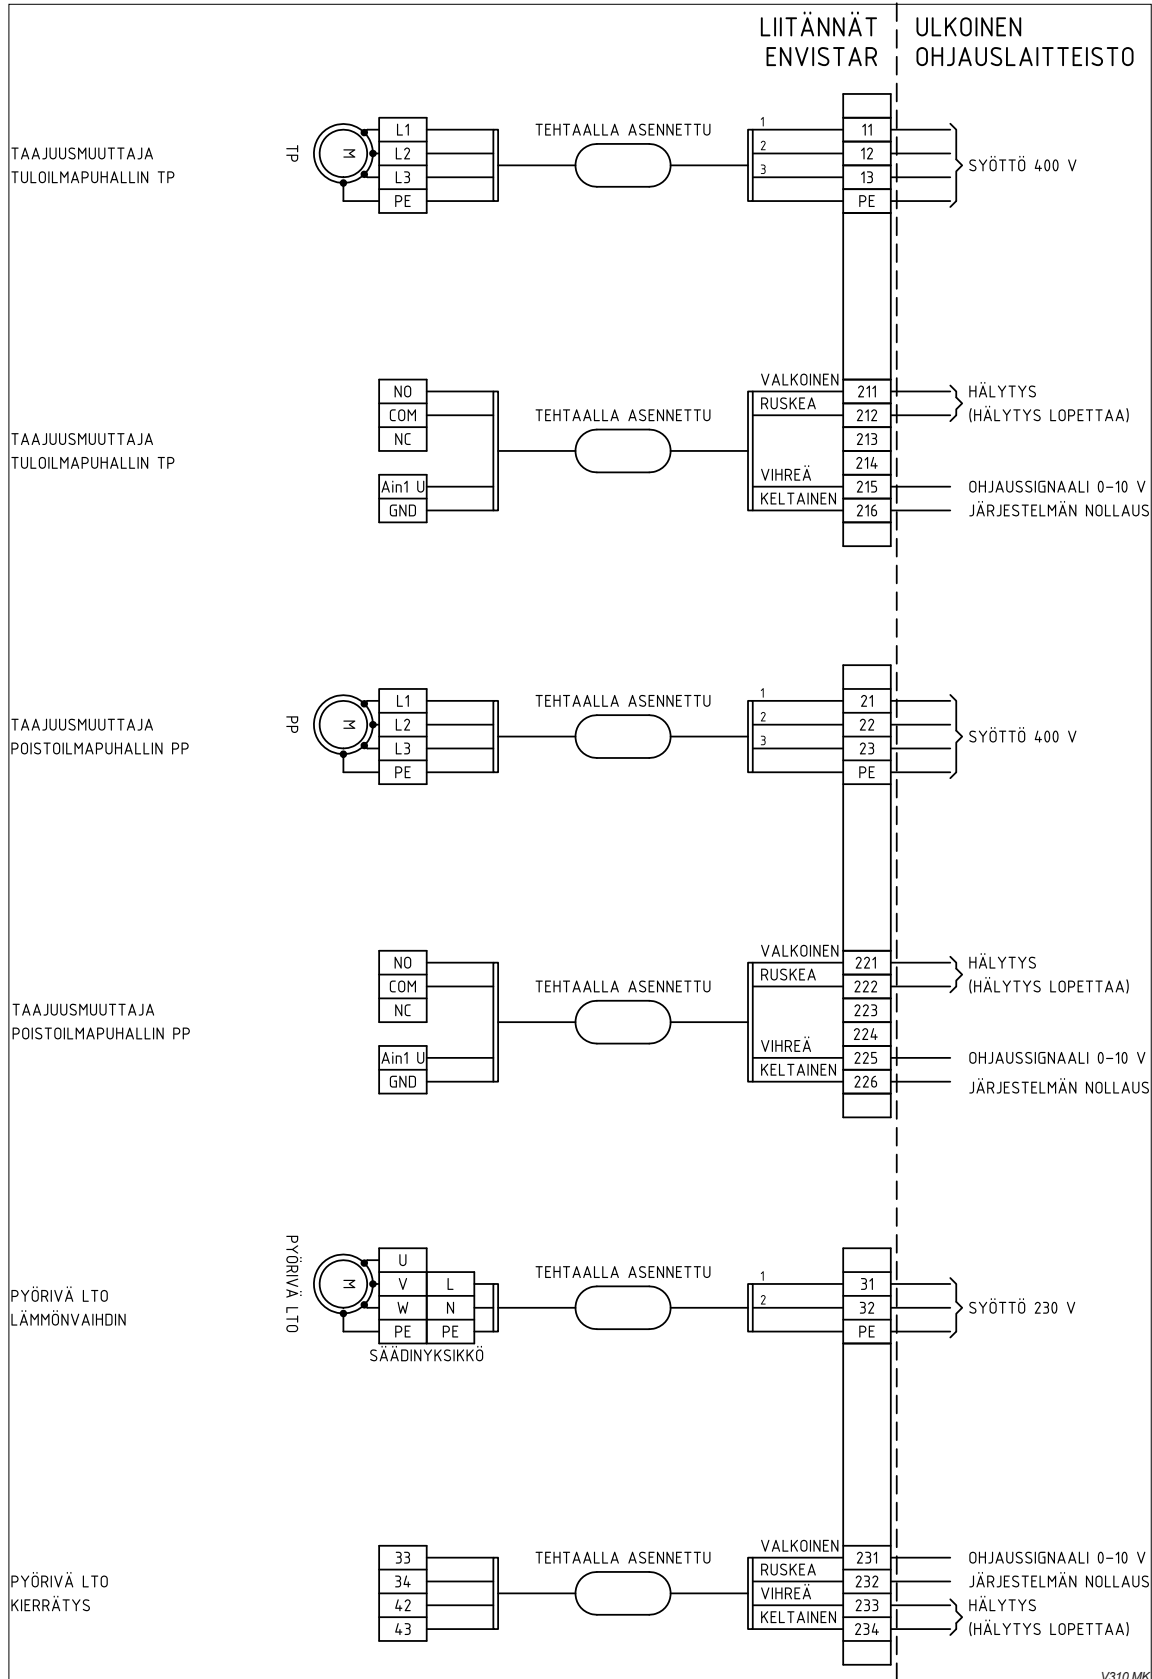 LIITÄNNÄT ENVISTAR
ULKOINEN OHJAUSLAITTEISTO
TAAJUUSMUUTTAJA
TULOILMAPUHALLIN TP
TP
M
L1
L2
L3
PE
TEHTAALLA ASENNETTU
1
2
3
11
12
13
PE
SYÖTTÖ 400 V
TAAJUUSMUUTTAJA
TULOILMAPUHALLIN TP
NO
COM
NC
Ain1 U
GND
TEHTAALLA ASENNETTU
VALKOINEN
RUSKEA
VIHREÄ
KELTAINEN
211
212
213
214
215
216
HÄLYTYS
(HÄLYTYS LOPETTAA)
OHJAUSSIGNAALI 0-10 V
JÄRJESTELMÄN NOLLAUS
TAAJUUSMUUTTAJA
POISTOILMAPUHALLIN PP
PP
M
L1
L2
L3
PE
TEHTAALLA ASENNETTU
1
2
3
21
22
23
PE
SYÖTTÖ 400 V
TAAJUUSMUUTTAJA
POISTOILMAPUHALLIN PP
NO
COM
NC
Ain1 U
GND
TEHTAALLA ASENNETTU
VALKOINEN
RUSKEA
VIHREÄ
KELTAINEN
221
222
223
224
225
226
HÄLYTYS
(HÄLYTYS LOPETTAA)
OHJAUSSIGNAALI 0-10 V
JÄRJESTELMÄN NOLLAUS
PYÖRIVÄ LTO
LÄMMÖNVAIHDIN
PYÖRIVÄ LTO
M
U
V L
W N
PE PE
SÄÄDINYKSIKKÖ
TEHTAALLA ASENNETTU
1
2
31
32
PE
SYÖTTÖ 230 V
PYÖRIVÄ LTO
KIERRÄTYS
33
34
42
43
TEHTAALLA ASENNETTU
VALKOINEN
RUSKEA
VIHREÄ
KELTAINEN
231
232
233
234
OHJAUSSIGNAALI 0-10 V
JÄRJESTELMÄN NOLLAUS
HÄLYTYS
(HÄLYTYS LOPETTAA)
V310 MK